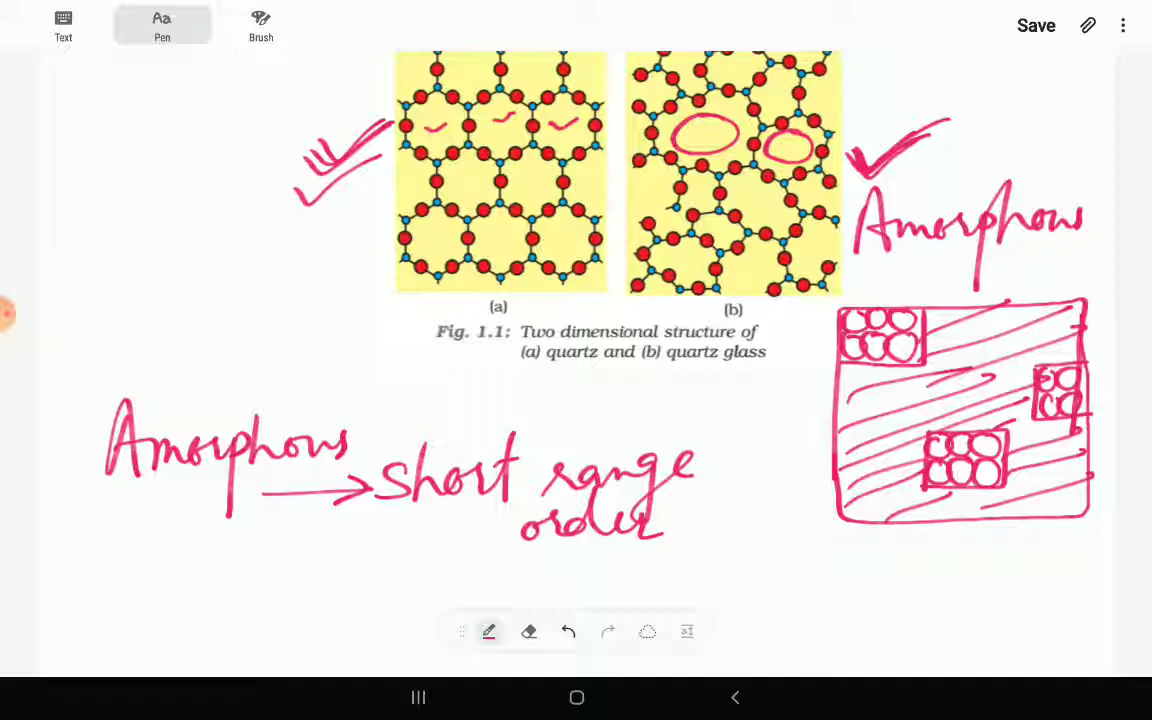 Text
Aa
Pen
Brush
Save
(a)
(b)
Fig. 1.1: Two dimensional structure of
(a) quartz and (b) quartz glass
Amorphous
Amorphous
short range
order